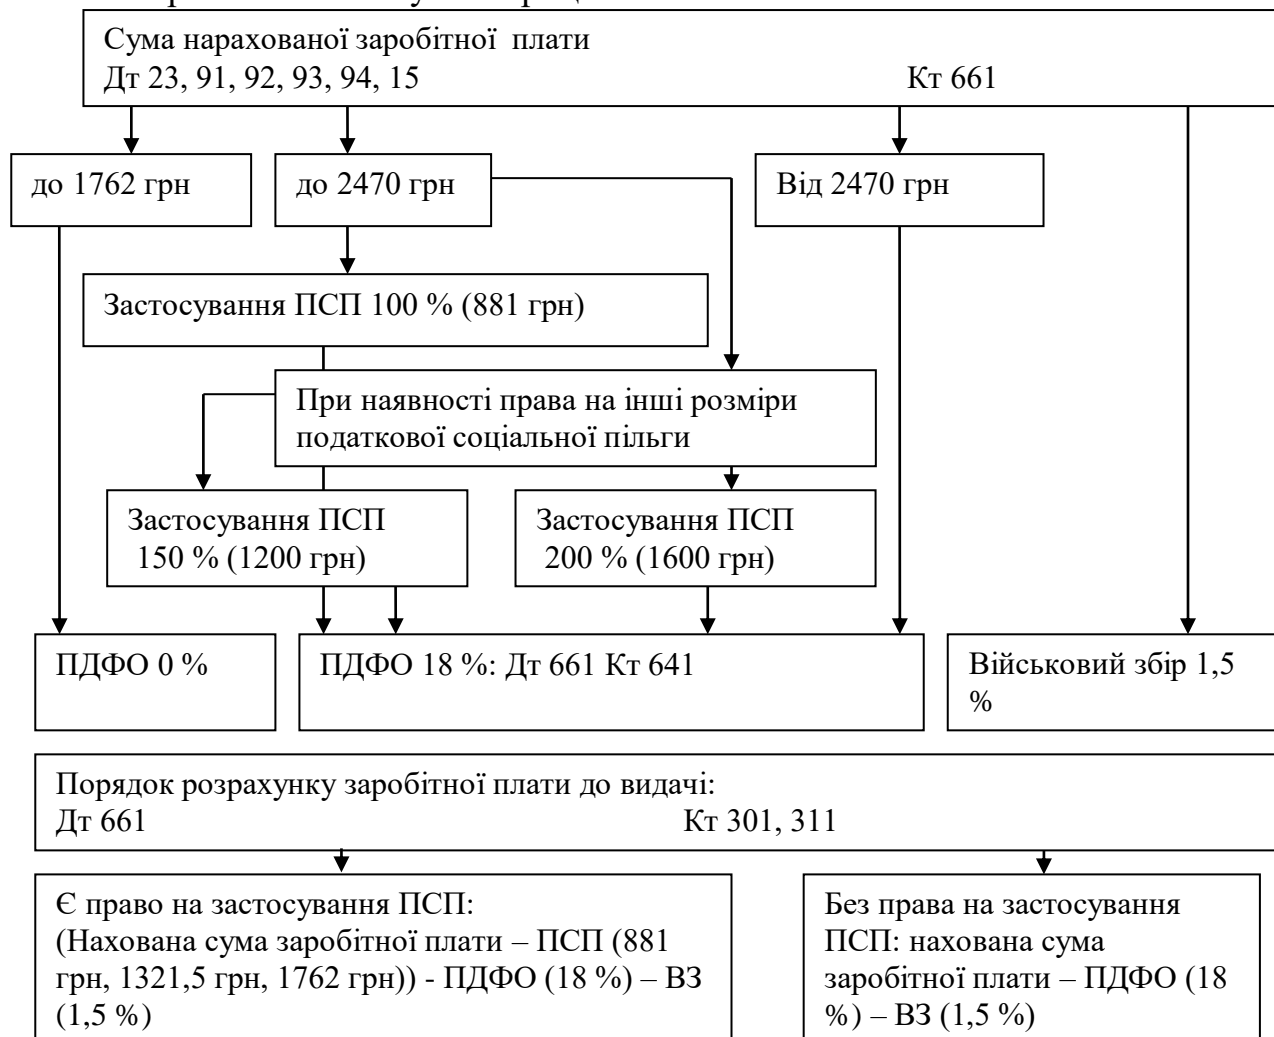 Сума нарахованої заробітної плати
Дт 23, 91, 92, 93, 94, 15 Кт 661
до 1762 грн
до 2470 грн
Від 2470 грн
Застосування ПСП 100 % (881 грн)
При наявності права на інші розміри
податкової соціальної пільги
Застосування ПСП
150 % (1200 грн)
Застосування ПСП
200 % (1600 грн)
ПДФО 0 %
ПДФО 18 %: Дт 661 Кт 641
Військовий збір 1,5
%
Порядок розрахунку заробітної плати до видачі:
Дт 661 Кт 301, 311
Є право на застосування ПСП:
(Нахована сума заробітної плати – ПСП (881
грн, 1321,5 грн, 1762 грн)) - ПДФО (18 %) – ВЗ
(1,5 %)
Без права на застосування
ПСП: нахована сума
заробітної плати – ПДФО (18
%) – ВЗ (1,5 %)